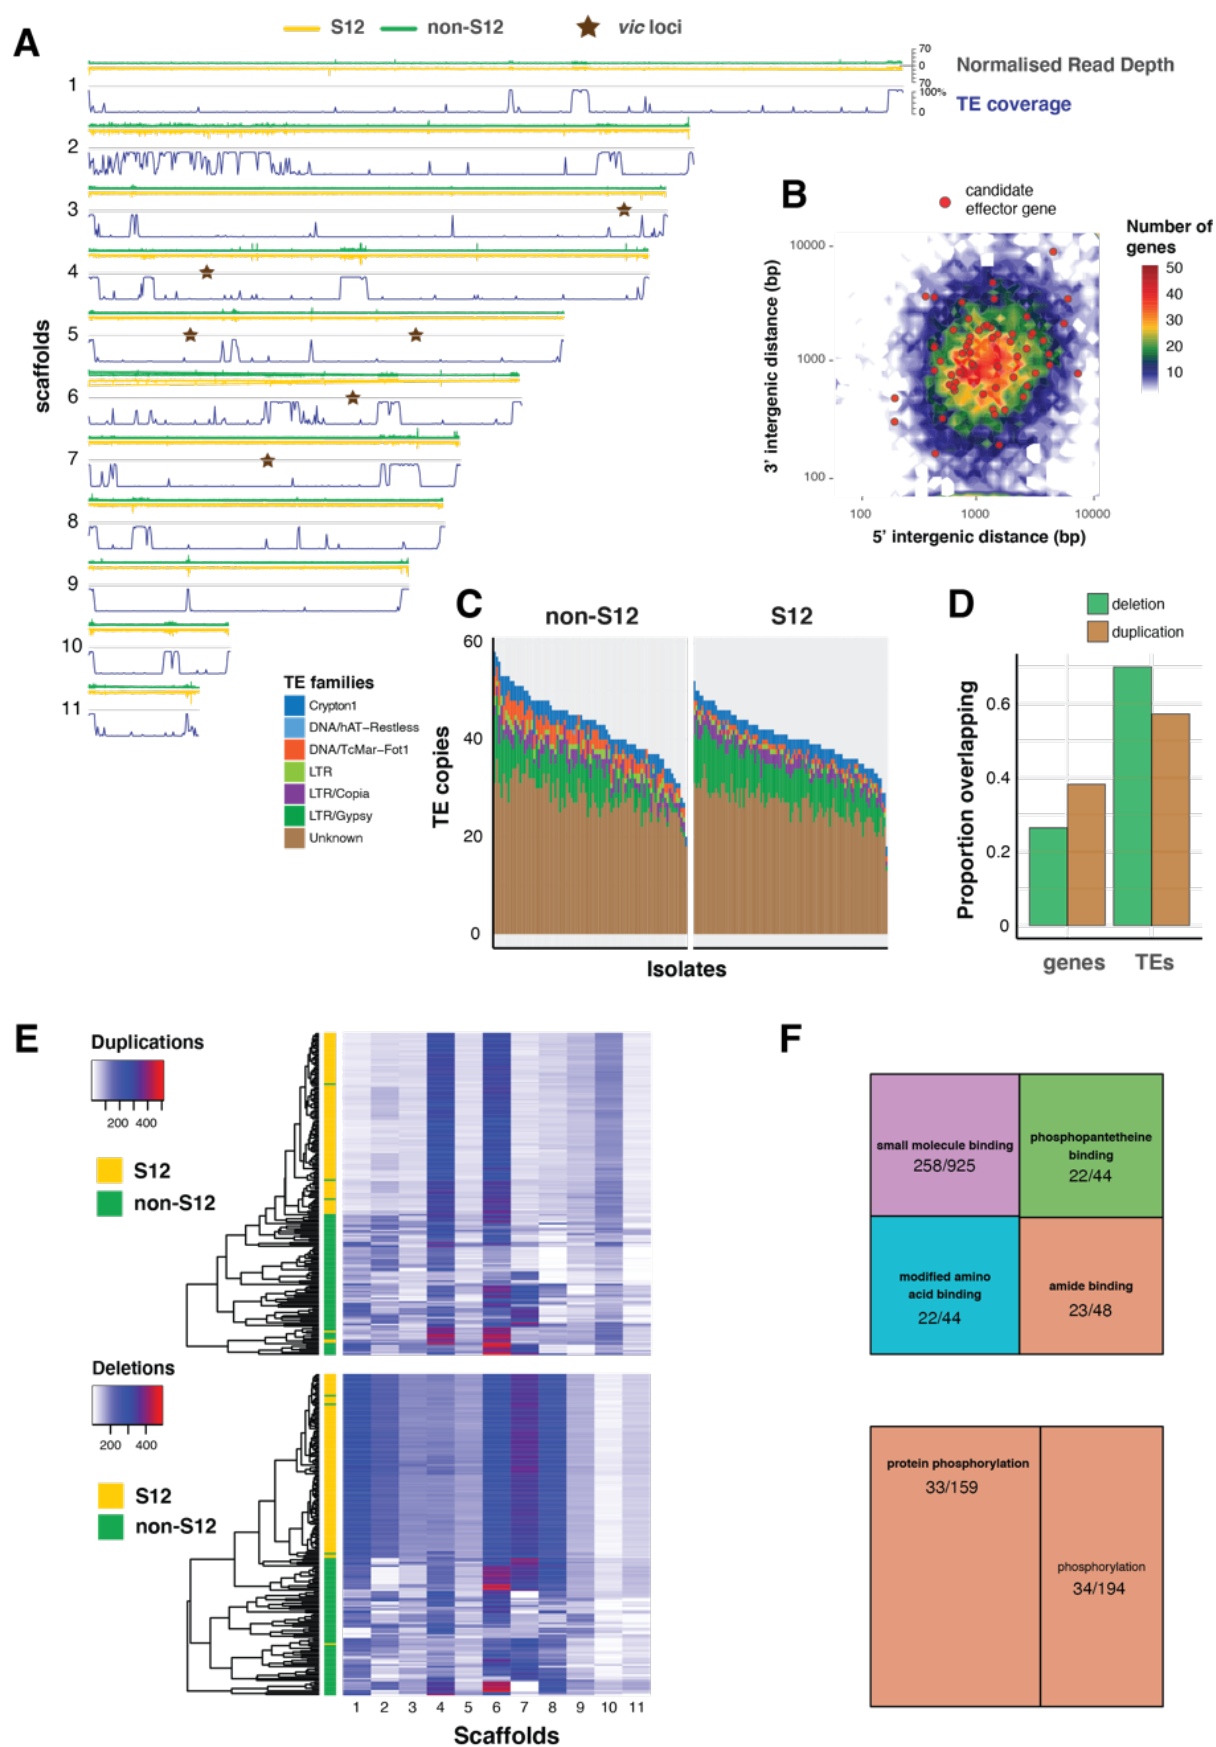 A
S12
non-S12
vic loci
70
0
70
Normalised Read Depth
100%
0
TE coverage
scaffolds
1
2
3
4
5
6
7
8
9
10
11
B
candidate
effector gene
Number of
genes
50
40
30
20
10
10000
1000
100
3' intergenic distance (bp)
100
1000
10000
5' intergenic distance (bp)
TE families
Crypton1
DNA/hAT–Restless
DNA/TcMar–Fot1
LTR
LTR/Copia
LTR/Gypsy
Unknown
C
non-S12
S12
60
40
20
0
TE copies
Isolates
D
deletion
duplication
0.6
0.4
0.2
0
Proportion overlapping
genes
TEs
E
Duplications
200 400
S12
non-S12
Deletions
200 400
S12
non-S12
1 2 3 4 5 6 7 8 9 10 11
Scaffolds
F
small molecule binding
258/925
phosphopantetheine
binding
22/44
modified amino
acid binding
22/44
amide binding
23/48
protein phosphorylation
33/159
phosphorylation
34/194